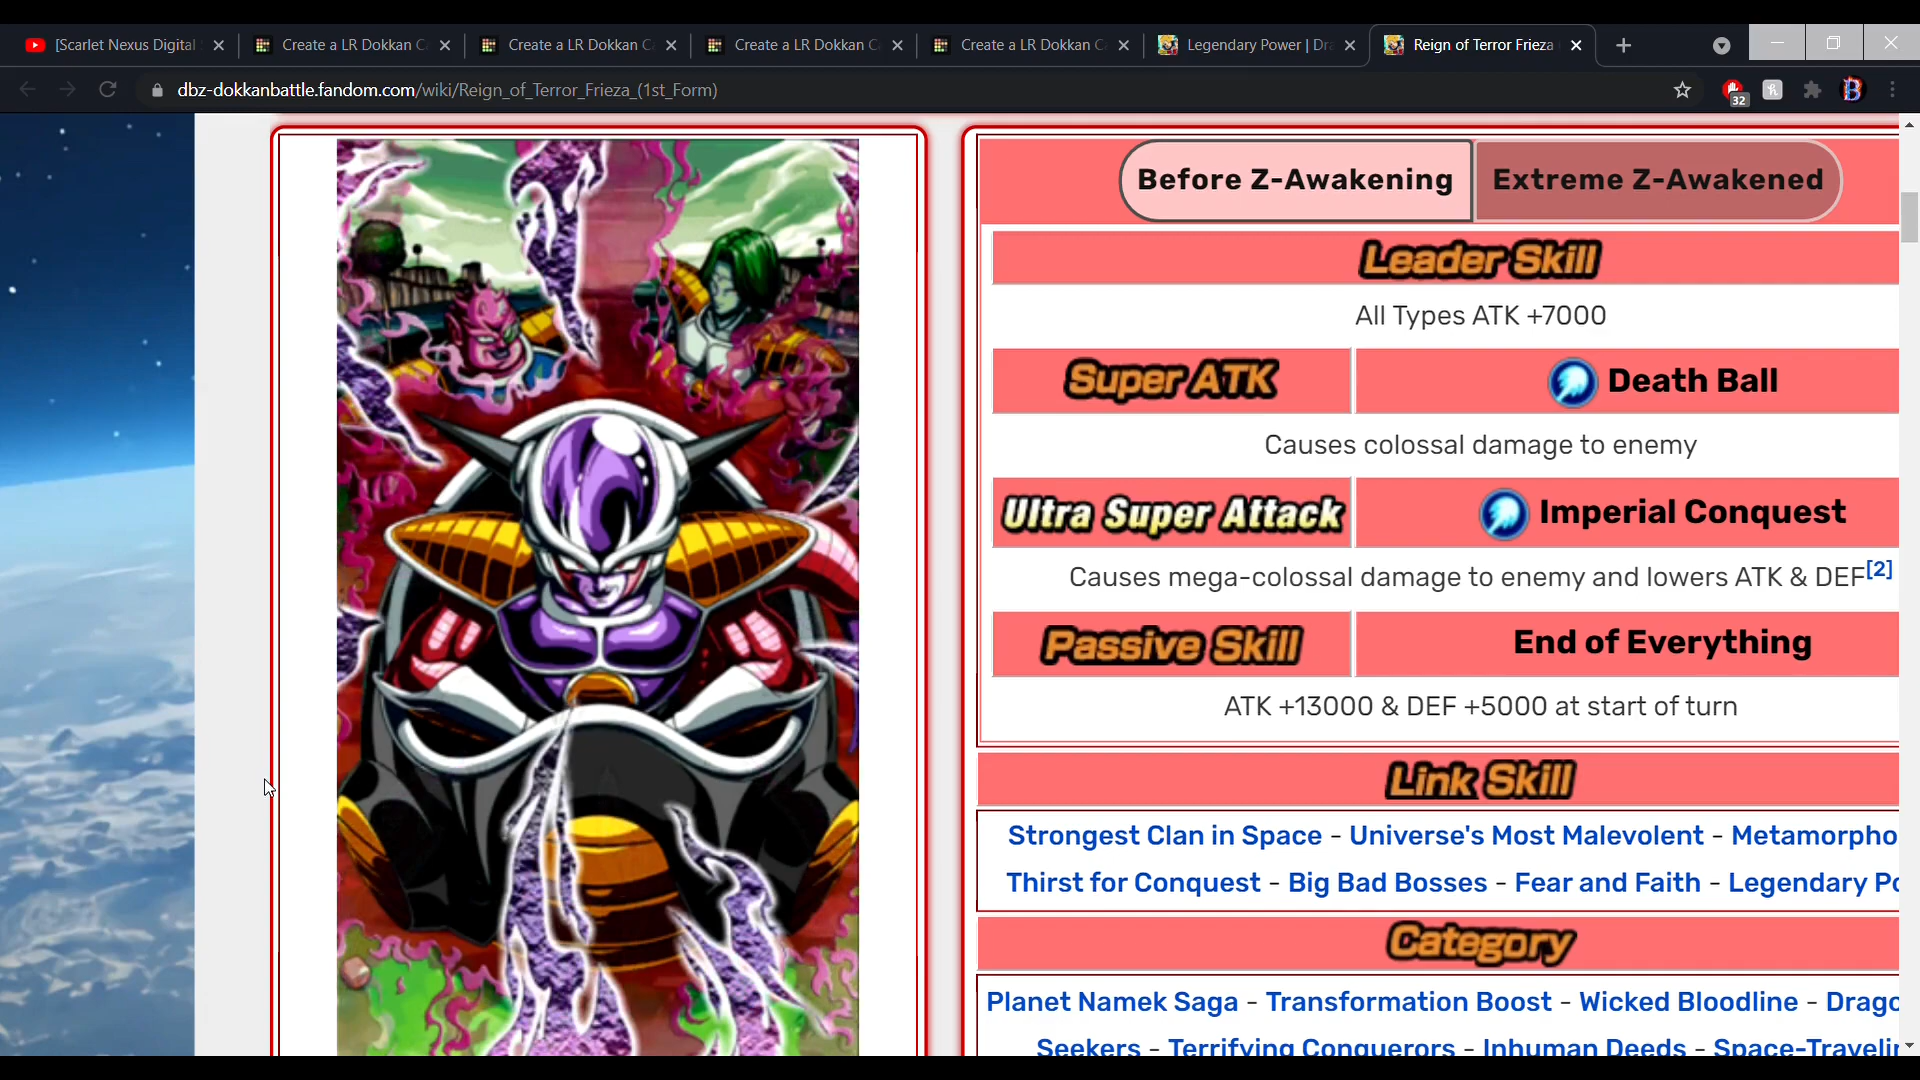 [Scarlet Nexus Digital
Create a LR Dokkan C
Create a LR Dokkan C
Create a LR Dokkan C
Create a LR Dokkan C
Legendary Power | Dra
Reign of Terror Frieza
dbz-dokkanbattle.fandom.com/wiki/Reign_of_Terror_Frieza_(1st_Form)
32
Before Z-Awakening
Extreme Z-Awakened
Leader Skill
All Types ATK +7000
Super ATK
Death Ball
Causes colossal damage to enemy
Ultra Super Attack
Imperial Conquest
Causes mega-colossal damage to enemy and lowers ATK & DEF[2]
Passive Skill
End of Everything
ATK +13000 & DEF +5000 at start of turn
Link Skill
Strongest Clan in Space - Universe's Most Malevolent - Metamorpho
Thirst for Conquest - Big Bad Bosses - Fear and Faith - Legendary Po
Category
Planet Namek Saga - Transformation Boost - Wicked Bloodline - Drago
Seekers - Terrifying Conquerors - Inhuman Deeds - Space-Travelin